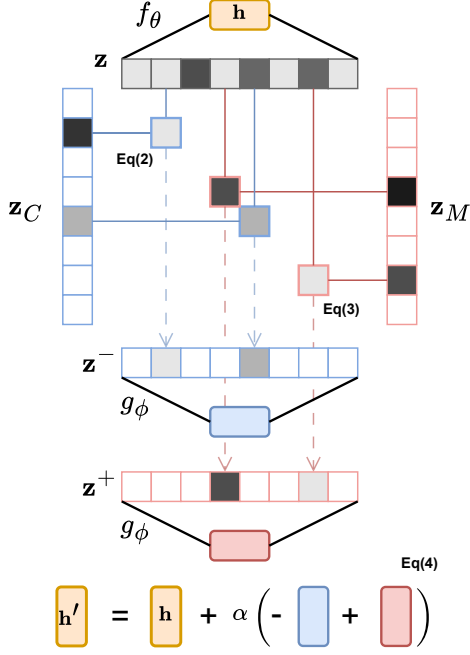 f_θ
h
z
Eq(2)
z_C
z_M
Eq(3)
z⁻
g_ϕ
z⁺
g_ϕ
Eq(4)
h′ = h + α ( - + )